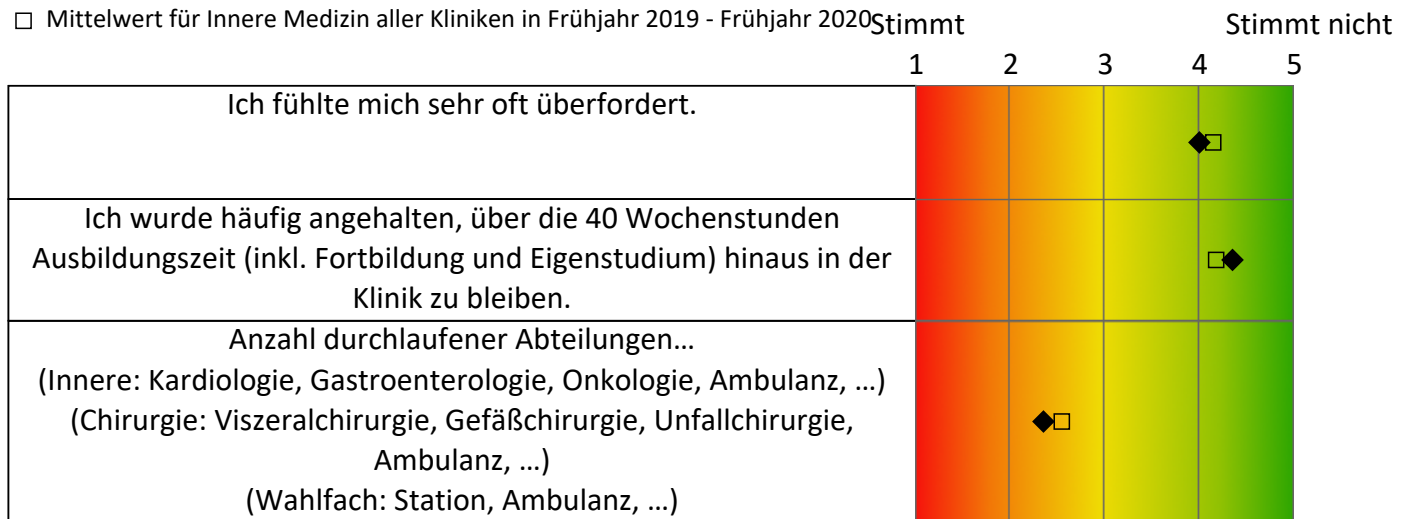 □ Mittelwert für Innere Medizin aller Kliniken in Frühjahr 2019 - Frühjahr 2020
Stimmt Stimmt nicht
1 2 3 4 5
Ich fühlte mich sehr oft überfordert.
Ich wurde häufig angehalten, über die 40 Wochenstunden
Ausbildungszeit (inkl. Fortbildung und Eigenstudium) hinaus in der
Klinik zu bleiben.
Anzahl durchlaufener Abteilungen…
(Innere: Kardiologie, Gastroenterologie, Onkologie, Ambulanz, …)
(Chirurgie: Viszeralchirurgie, Gefäßchirurgie, Unfallchirurgie,
Ambulanz, …)
(Wahlfach: Station, Ambulanz, …)